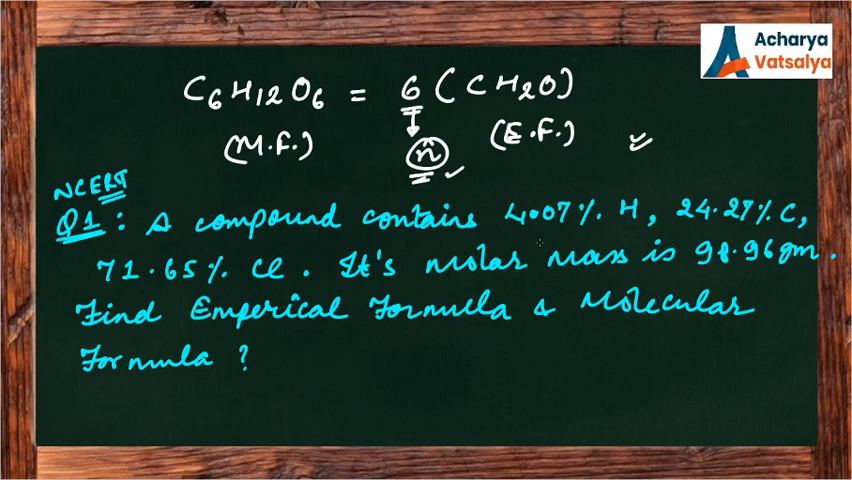 Acharya
Vatsalya
C6H12O6 = 6 (CH2O)
(M.F.) n (E.F.)
NCERT
Q1: A compound contains 4.07% H, 24.27% C,
71.65% Cl. It's molar mass is 98.96gm.
Find Emperical Formula & Molecular
Formula ?